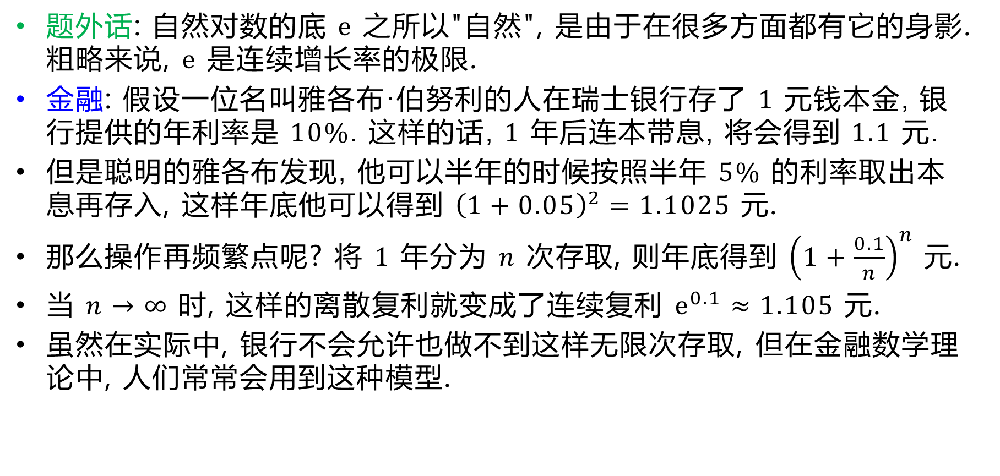 • 题外话: 自然对数的底 e 之所以"自然", 是由于在很多方面都有它的身影.
粗略来说, e 是连续增长率的极限.
• 金融: 假设一位名叫雅各布·伯努利的人在瑞士银行存了 1 元钱本金, 银
行提供的年利率是 10%. 这样的话, 1 年后连本带息, 将会得到 1.1 元.
• 但是聪明的雅各布发现, 他可以半年的时候按照半年 5% 的利率取出本
息再存入, 这样年底他可以得到 (1 + 0.05)² = 1.1025 元.
• 那么操作再频繁点呢? 将 1 年分为 n 次存取, 则年底得到 (1 + 0.1/n)ⁿ 元.
• 当 n → ∞ 时, 这样的离散复利就变成了连续复利 e^0.1 ≈ 1.105 元.
• 虽然在实际中, 银行不会允许也做不到这样无限次存取, 但在金融数学理
论中, 人们常常会用到这种模型.